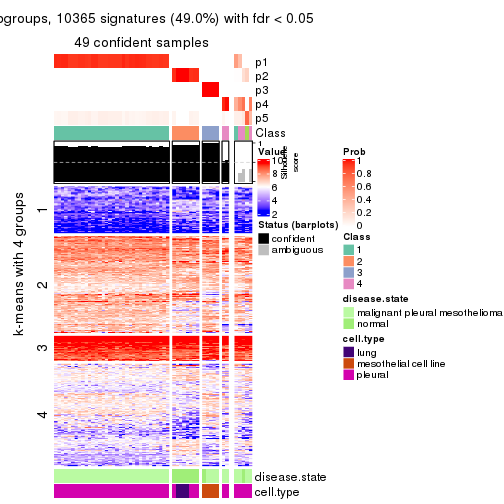 ogroups, 10365 signatures (49.0%) with fdr < 0.05
49 confident samples
p1
p2
p3
p4
p5
Class
1
2
3
4
k-means with 4 groups
disease.state
cell.type
Value
10
8
6
4
2
1
Silhouette
score
Status (barplots)
confident
ambiguous
Prob
1
0.8
0.6
0.4
0.2
0
Class
1
2
3
4
disease.state
malignant pleural mesothelioma
normal
cell.type
lung
mesothelial cell line
pleural